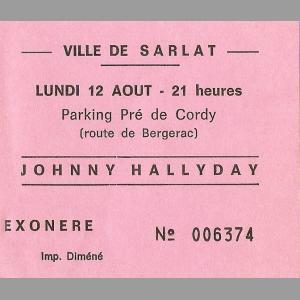 VILLE DE SARLAT
LUNDI 12 AOUT - 21 heures
Parking Pré de Cordy
(route de Bergerac)
JOHNNY HALLYDAY
EXONERE Nº 006374
Imp. Diméné